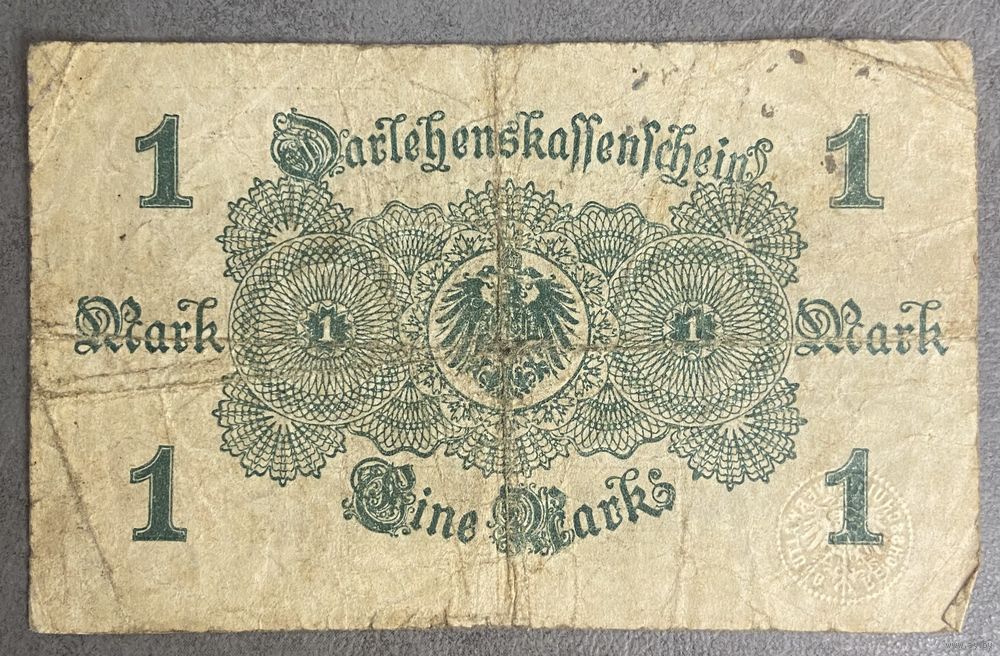 1 Darlehenskassenschein 1
Mark 1 1 Mark
1 Eine Mark 1